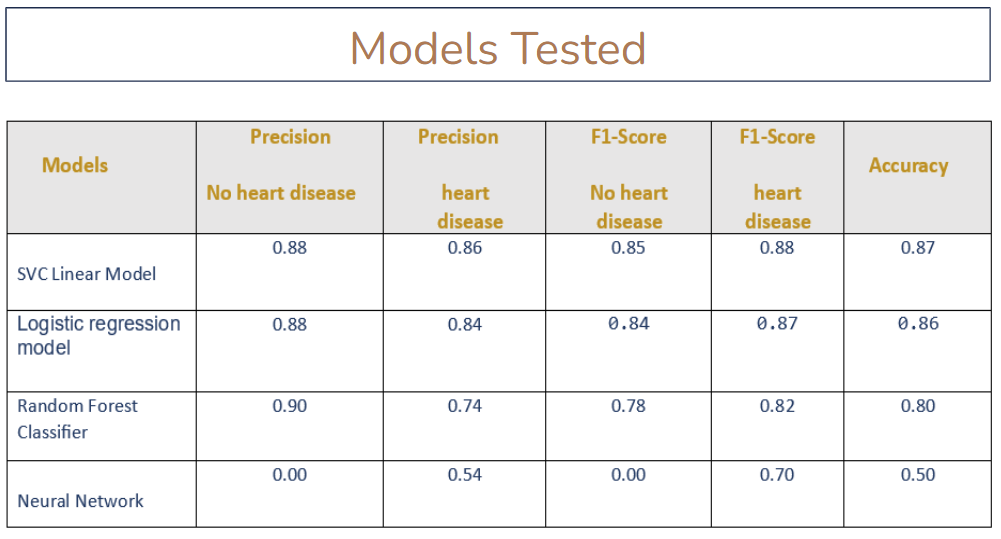 Models Tested
Models
Precision
No heart disease
Precision
heart
disease
F1-Score
No heart
disease
F1-Score
heart
disease
Accuracy
SVC Linear Model
0.88
0.86
0.85
0.88
0.87
Logistic regression
model
0.88
0.84
0.84
0.87
0.86
Random Forest
Classifier
0.90
0.74
0.78
0.82
0.80
Neural Network
0.00
0.54
0.00
0.70
0.50